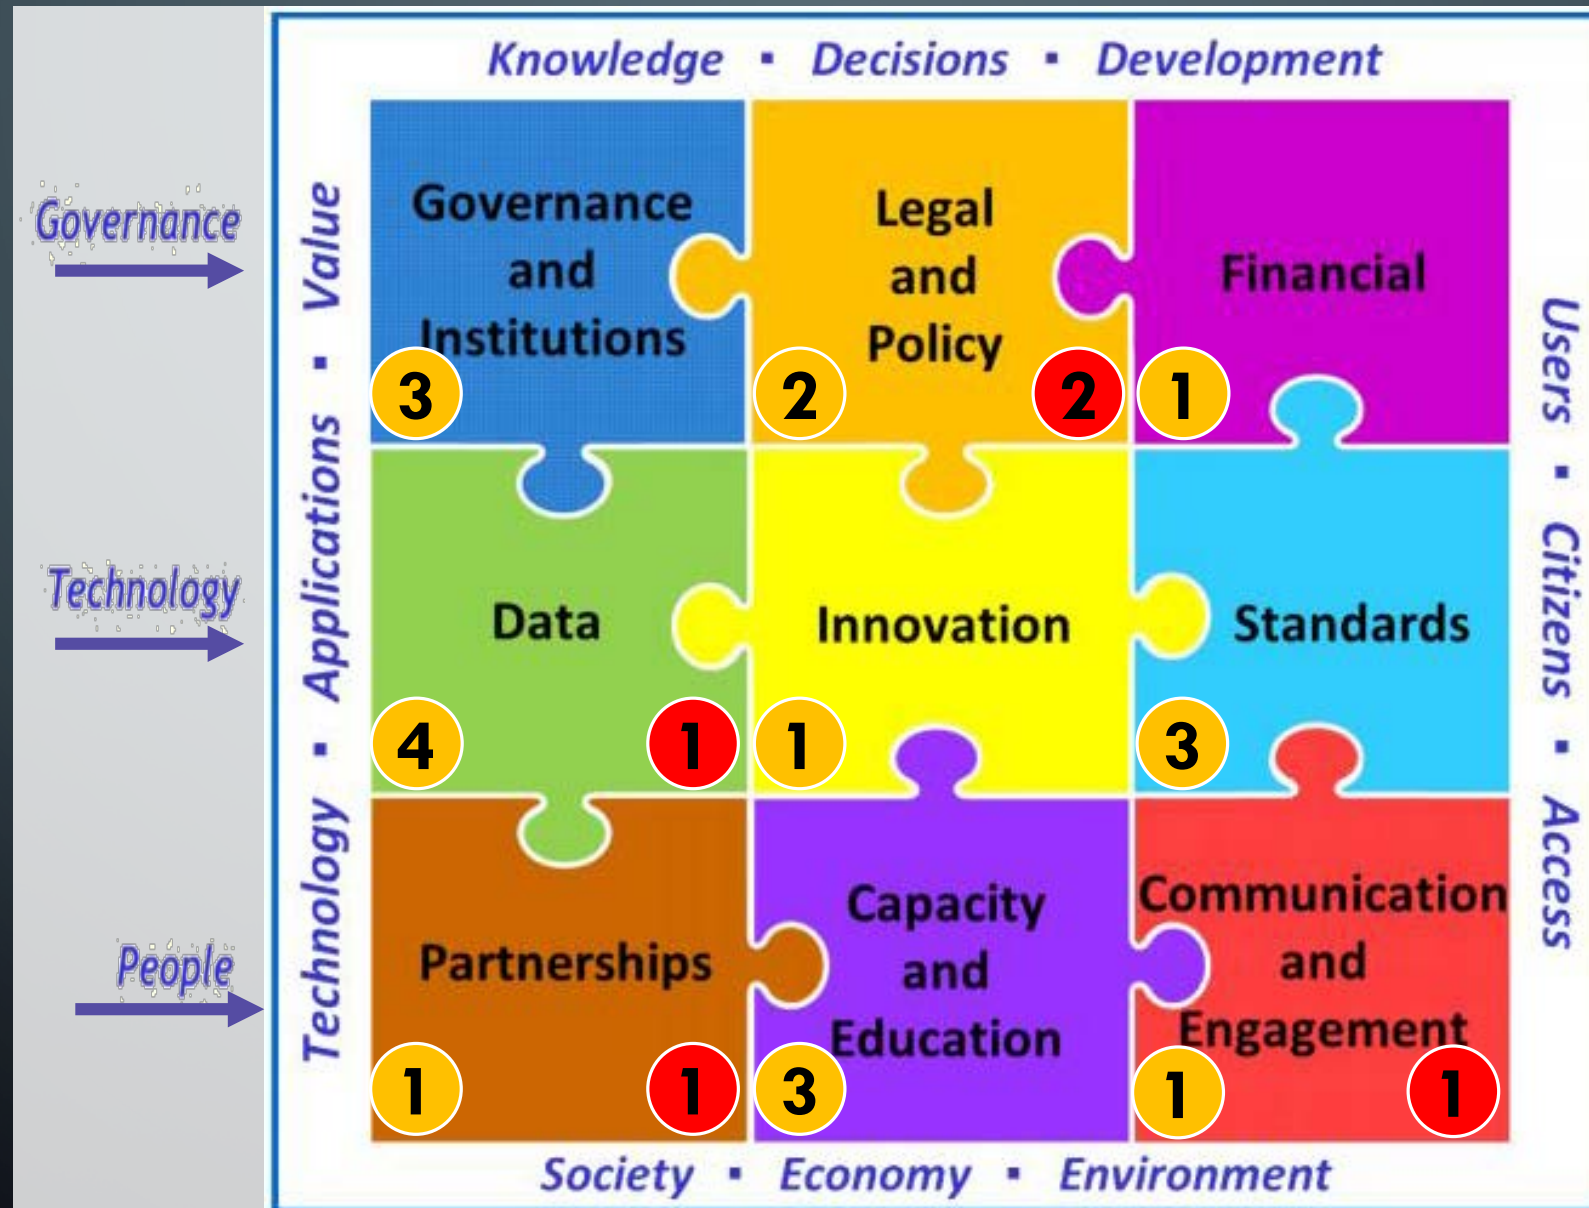 Knowledge ▪ Decisions ▪ Development
Governance
Technology
People
Technology ▪ Applications ▪ Value
Governance
and
Institutions
3
Legal
and
Policy
2
2
Financial
1
Data
4
1
Innovation
1
Standards
3
Partnerships
1
1
Capacity
and
Education
3
Communication
and
Engagement
1
1
Users ▪ Citizens ▪ Access
Society ▪ Economy ▪ Environment